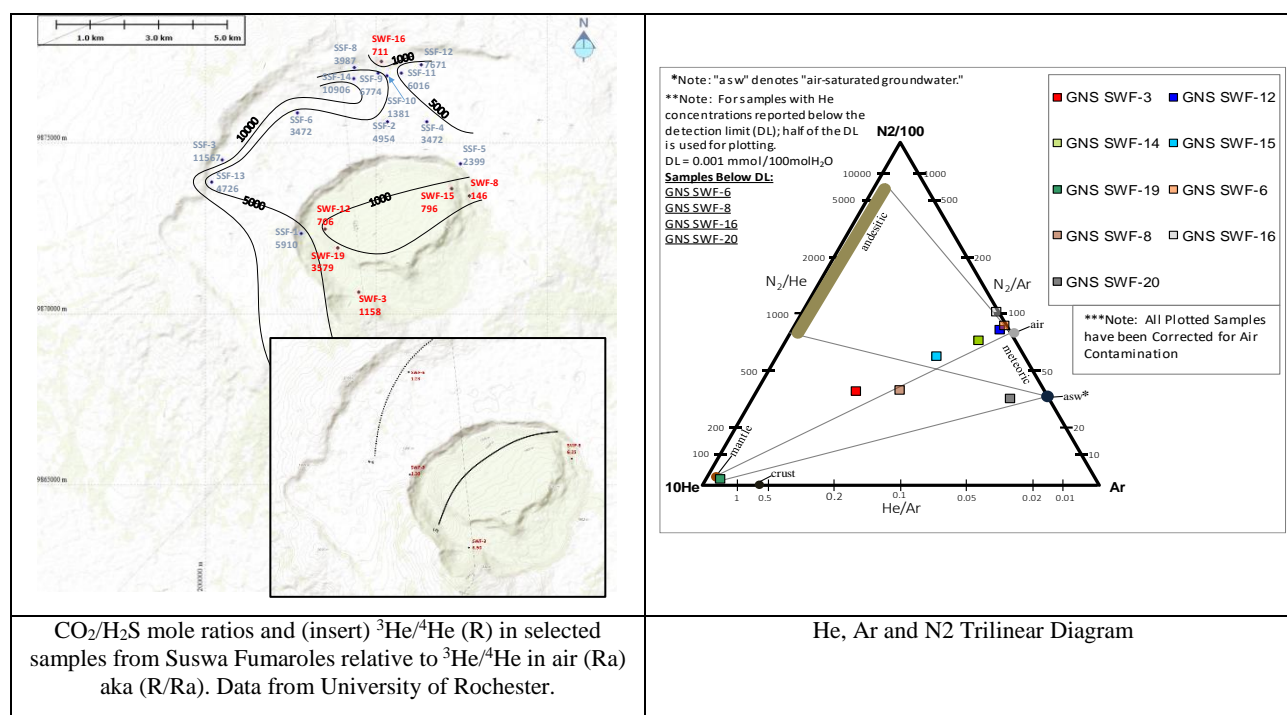 1.0 km 3.0 km 5.0 km
N
SWF-16
711
SSF-8
3987
SSF-12
7671
1000
SSF-14
10906
SSF-9
5774
SSF-11
6016
SSF-10
1381
5000
10000
SSF-6
3472
SSF-2
4954
SSF-4
3472
9875000 m
SSF-3
11567
SSF-5
2399
SSF-13
4726
SWF-8
146
SWF-15
796
1000
5000
SWF-12
706
SSF-1
5910
SWF-19
3579
9870000 m
SWF-3
1158
9865000 m
200000 m
*Note: "asw" denotes "air-saturated groundwater."
**Note: For samples with He
concentrations reported below the
detection limit (DL); half of the DL
is used for plotting.
DL = 0.001 mmol/100molH₂O
Samples Below DL:
GNS SWF-6
GNS SWF-8
GNS SWF-16
GNS SWF-20
GNS SWF-3 GNS SWF-12
GNS SWF-14 GNS SWF-15
GNS SWF-19 GNS SWF-6
GNS SWF-8 GNS SWF-16
GNS SWF-20
***Note: All Plotted Samples
have been Corrected for Air
Contamination
N2/100
10000 1000
5000 500
andesitic
2000 200
N₂/He N₂/Ar
1000 100
air
meteoric
500 50
asw*
200 20
mantle
100 10
crust
10He Ar
1 0.5 0.2 0.1 0.05 0.02 0.01
He/Ar
CO₂/H₂S mole ratios and (insert) ³He/⁴He (R) in selected
samples from Suswa Fumaroles relative to ³He/⁴He in air (Ra)
aka (R/Ra). Data from University of Rochester.
He, Ar and N2 Trilinear Diagram